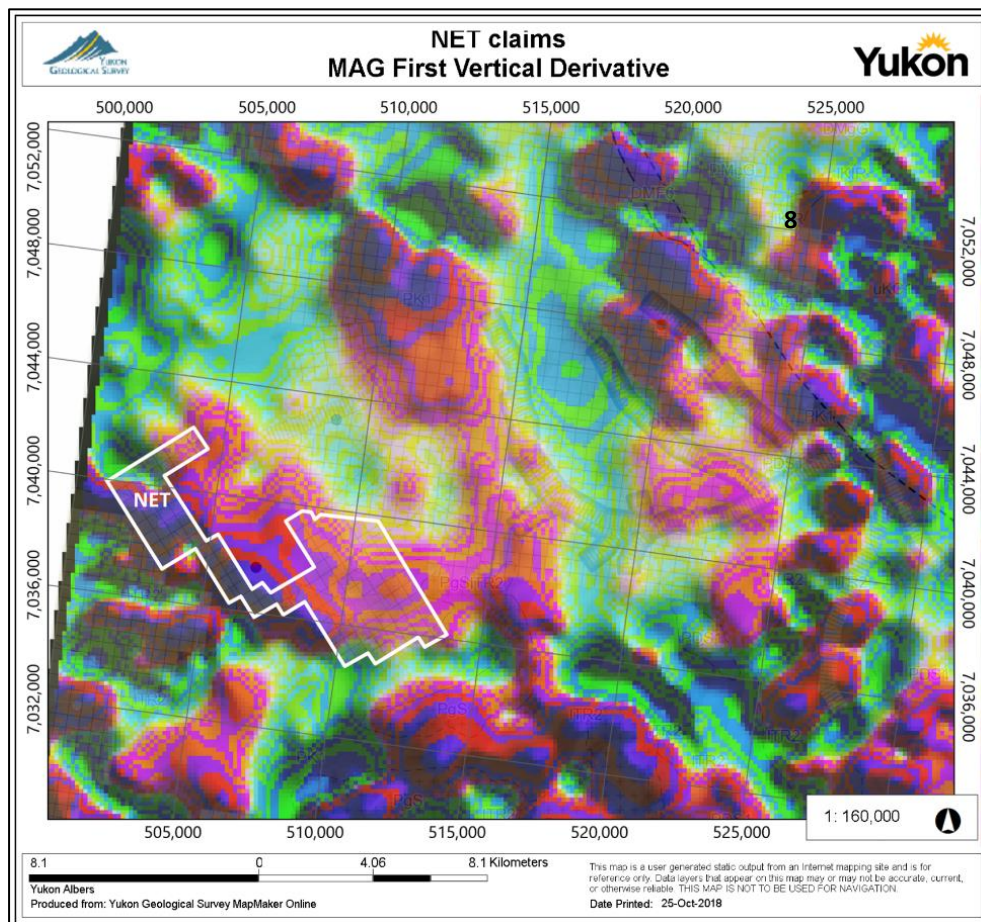 YUKON
GEOLOGICAL SURVEY
NET claims
MAG First Vertical Derivative
Yukon
500,000 505,000 510,000 515,000 520,000 525,000
7,052,000
7,048,000
7,044,000
7,040,000
7,036,000
7,032,000
8
PKi1
NET
PgSiTR2
PgS
7,052,000
7,048,000
7,044,000
7,040,000
7,036,000
505,000 510,000 515,000 520,000 525,000
1: 160,000
8.1 0 4.06 8.1 Kilometers
Yukon Albers
Produced from: Yukon Geological Survey MapMaker Online
This map is a user generated static output from an Internet mapping site and is for
reference only. Data layers that appear on this map may or may not be accurate, current,
or otherwise reliable. THIS MAP IS NOT TO BE USED FOR NAVIGATION.
Date Printed: 25-Oct-2018